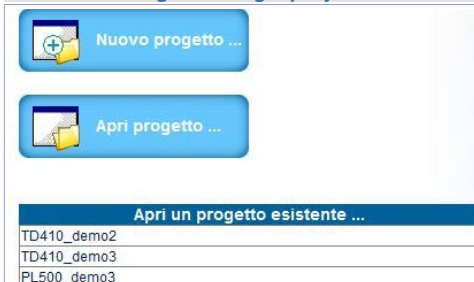 Nuovo progetto ...
Apri progetto ...
Apri un progetto esistente ...
TD410_demo2
TD410_demo3
PL500_demo3